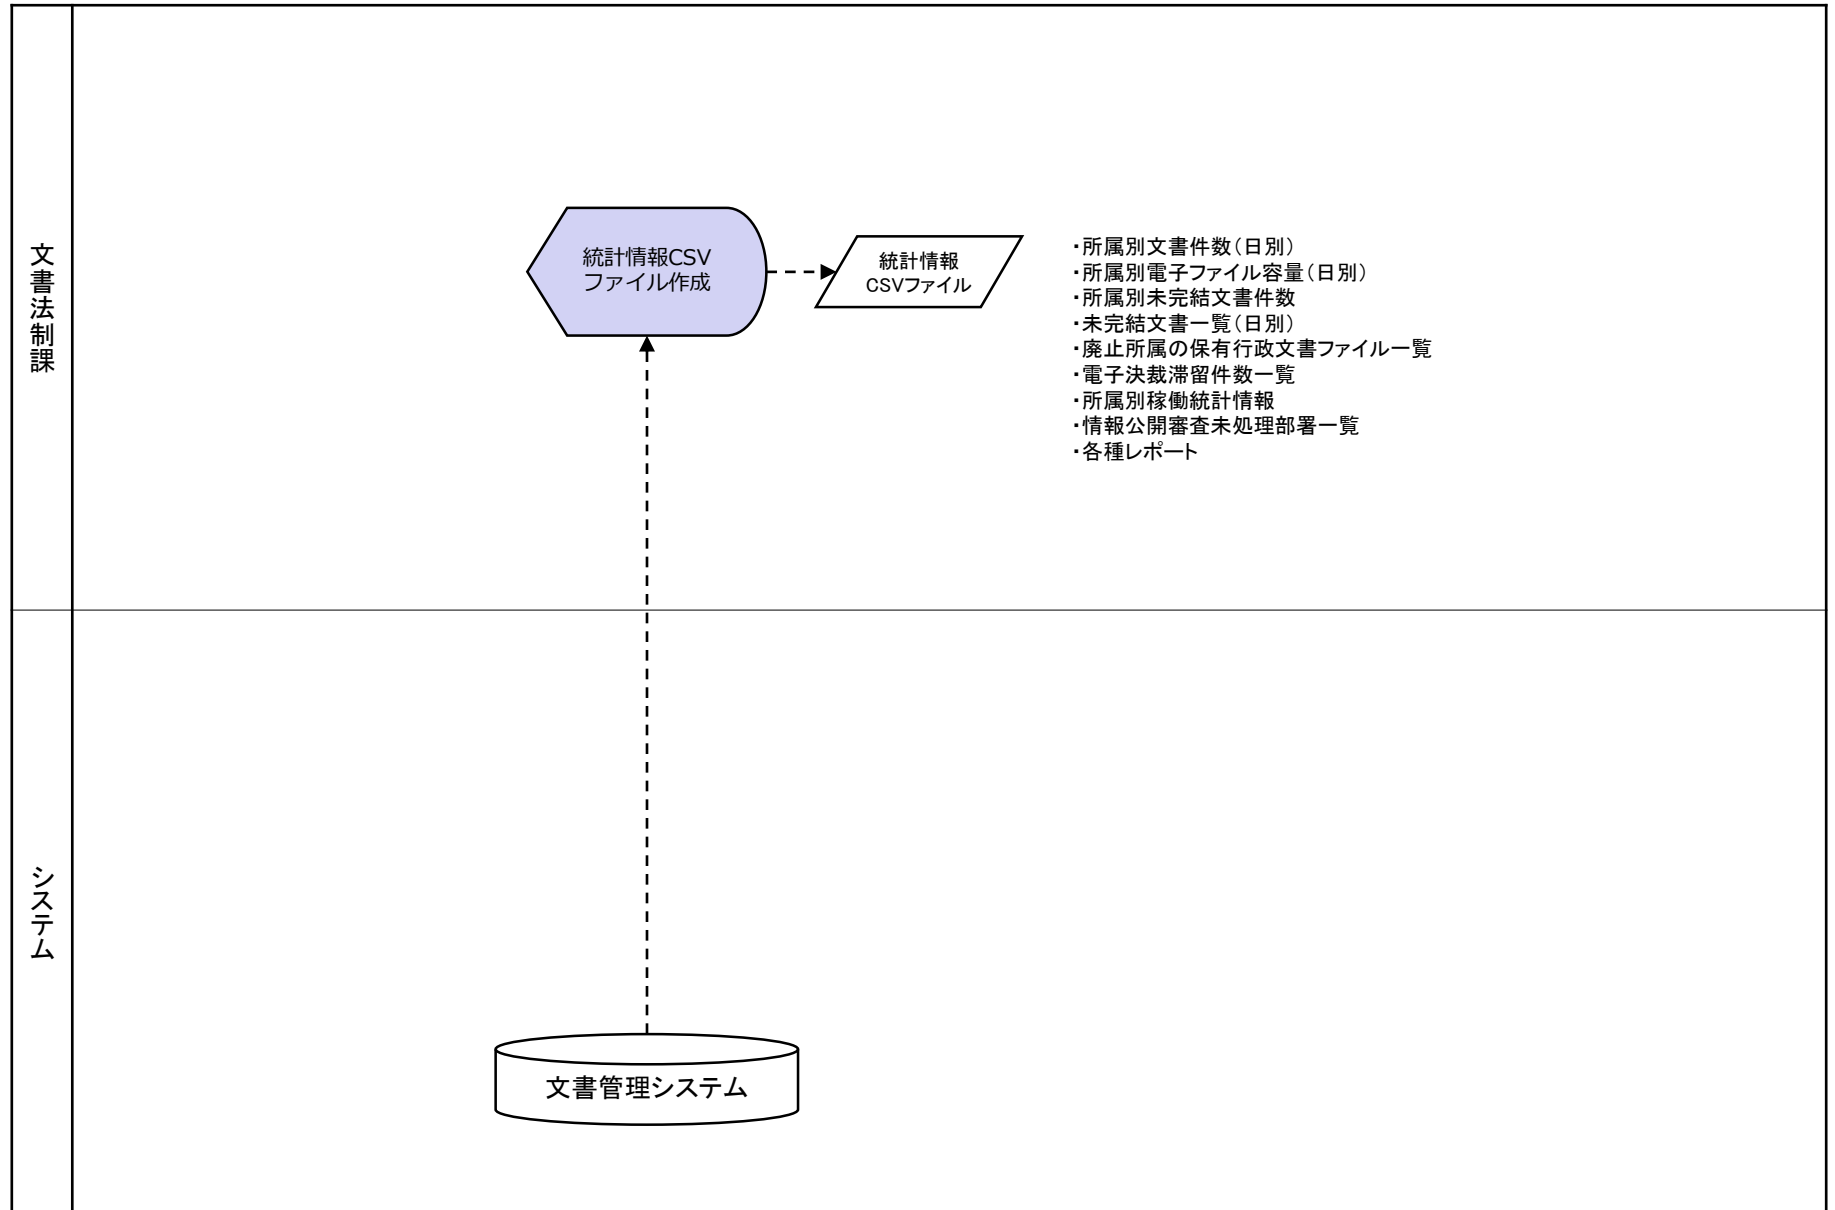 文書法制課
統計情報CSV
ファイル作成
統計情報
CSVファイル
・所属別文書件数(日別)
・所属別電子ファイル容量(日別)
・所属別未完結文書件数
・未完結文書一覧(日別)
・廃止所属の保有行政文書ファイル一覧
・電子決裁滞留件数一覧
・所属別稼働統計情報
・情報公開審査未処理部署一覧
・各種レポート
システム
文書管理システム